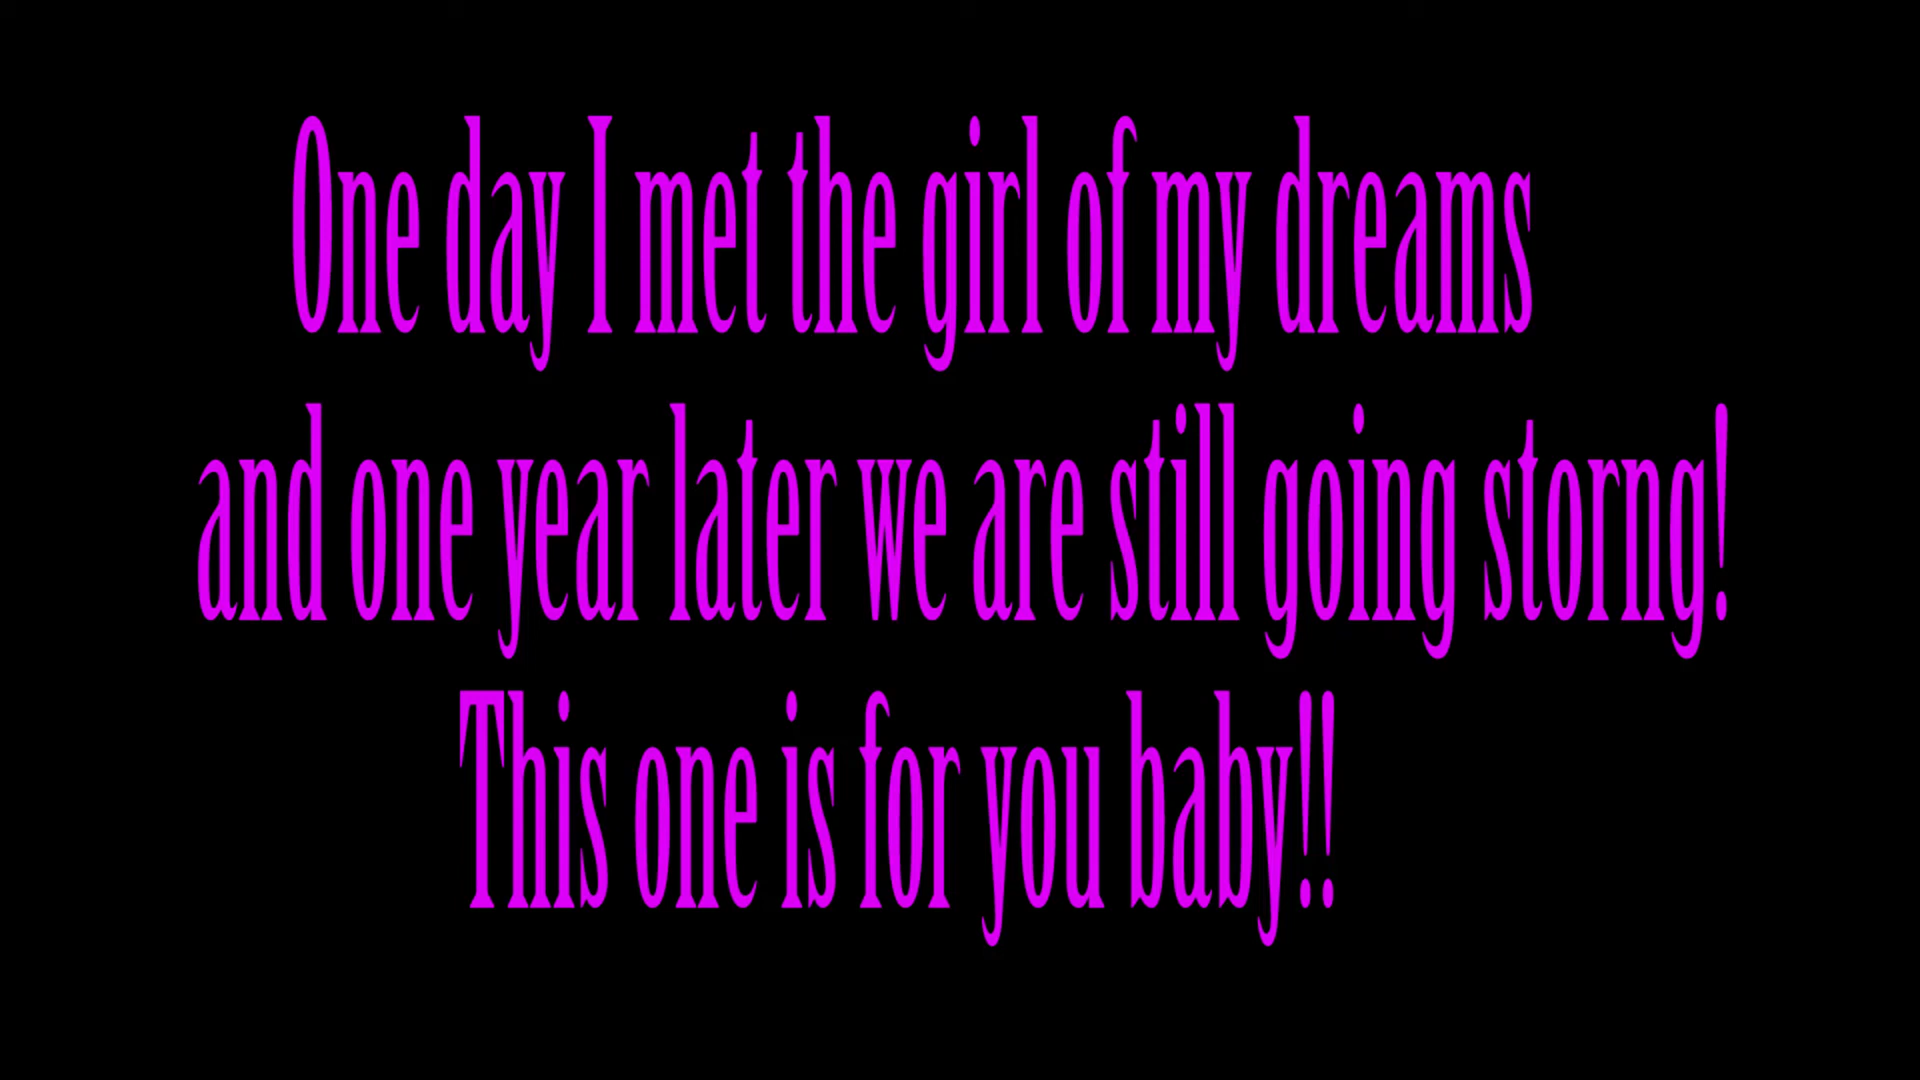 One day I met the girl of my dreams
and one year later we are still going storng!
This one is for you baby!!